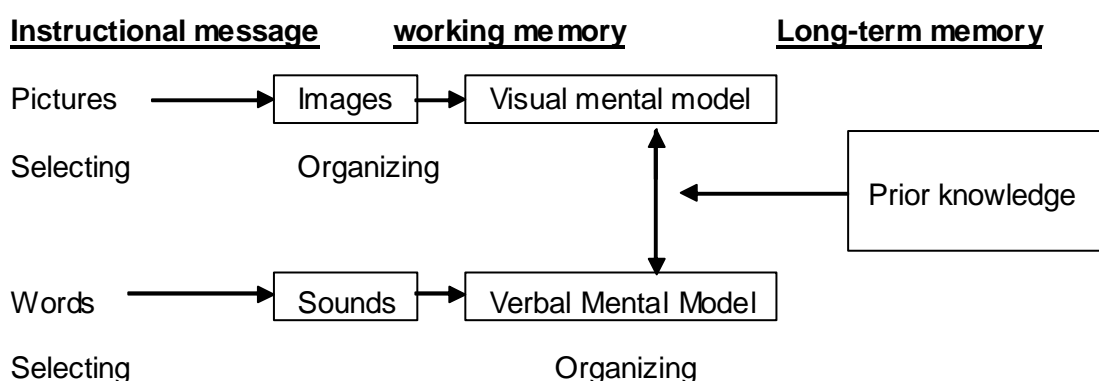 Instructional message working memory Long-term memory
Pictures Images Visual mental model
Selecting Organizing
Prior knowledge
Words Sounds Verbal Mental Model
Selecting Organizing